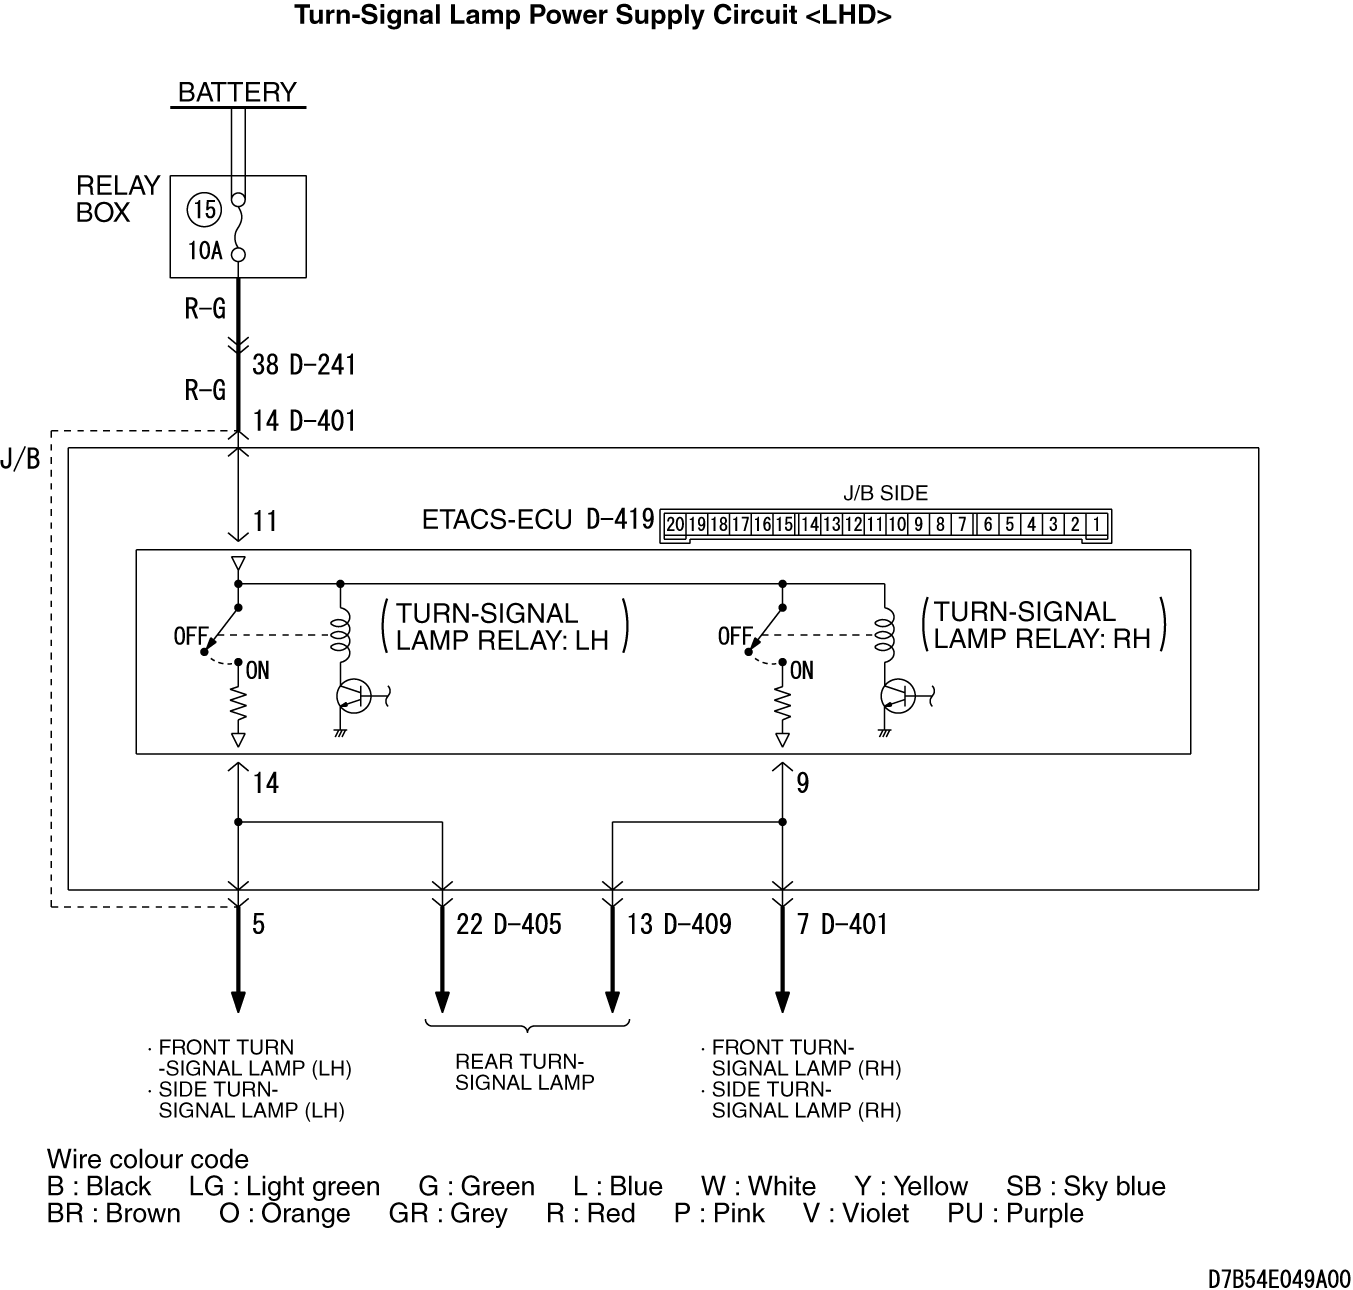 Turn-Signal Lamp Power Supply Circuit <LHD>
BATTERY
RELAY
BOX
15
10A
R-G
38 D-241
R-G
14 D-401
J/B
11
ETACS-ECU D-419
J/B SIDE
20 19 18 17 16 15 14 13 12 11 10 9 8 7 6 5 4 3 2 1
OFF
ON
(TURN-SIGNAL
LAMP RELAY: LH)
OFF
ON
(TURN-SIGNAL
LAMP RELAY: RH)
14
9
5
22 D-405
13 D-409
7 D-401
· FRONT TURN
-SIGNAL LAMP (LH)
· SIDE TURN-
SIGNAL LAMP (LH)
REAR TURN-
SIGNAL LAMP
· FRONT TURN-
SIGNAL LAMP (RH)
· SIDE TURN-
SIGNAL LAMP (RH)
Wire colour code
B : Black LG : Light green G : Green L : Blue W : White Y : Yellow SB : Sky blue
BR : Brown O : Orange GR : Grey R : Red P : Pink V : Violet PU : Purple
D7B54E049A00